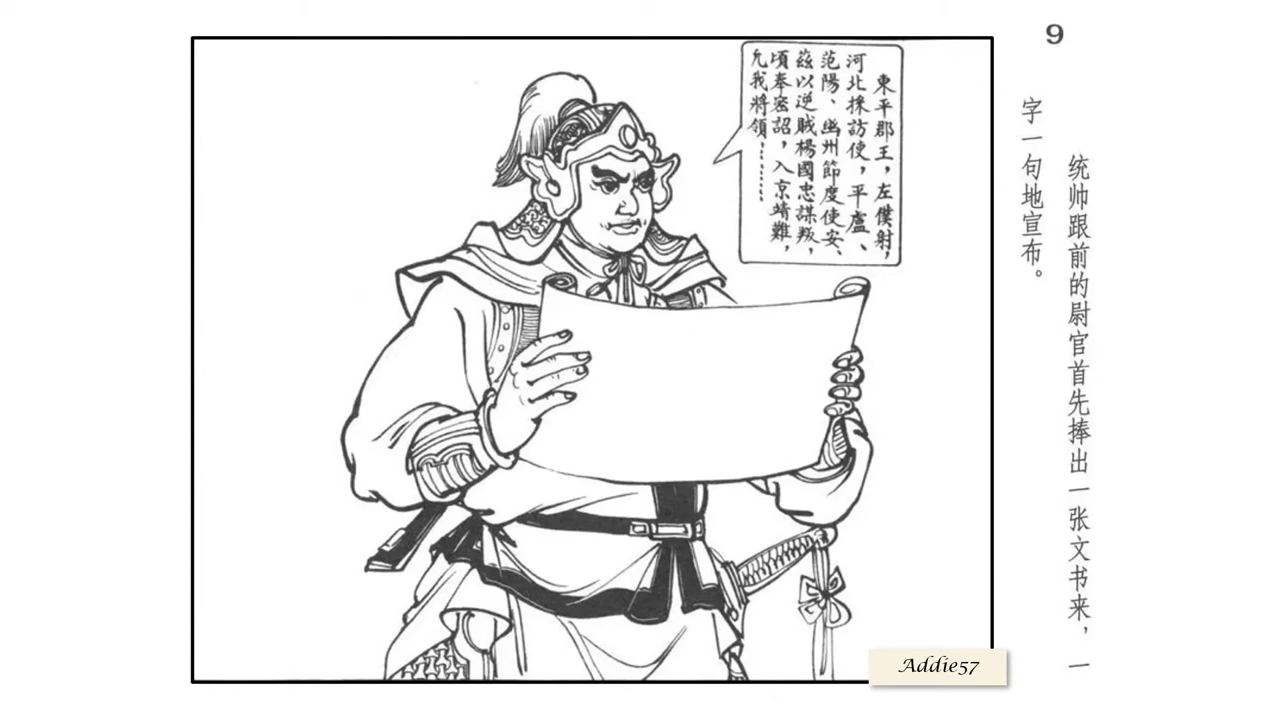 9
統帅跟前的尉官首先捧出一张文书来，一
字一句地宣布。
東平郡王，左僕射，
河北採訪使，平盧、
范陽、幽州節度使安、
茲以逆賊楊國忠謀叛，
頃奉密詔，入京靖難，
允我將領………
Addie57